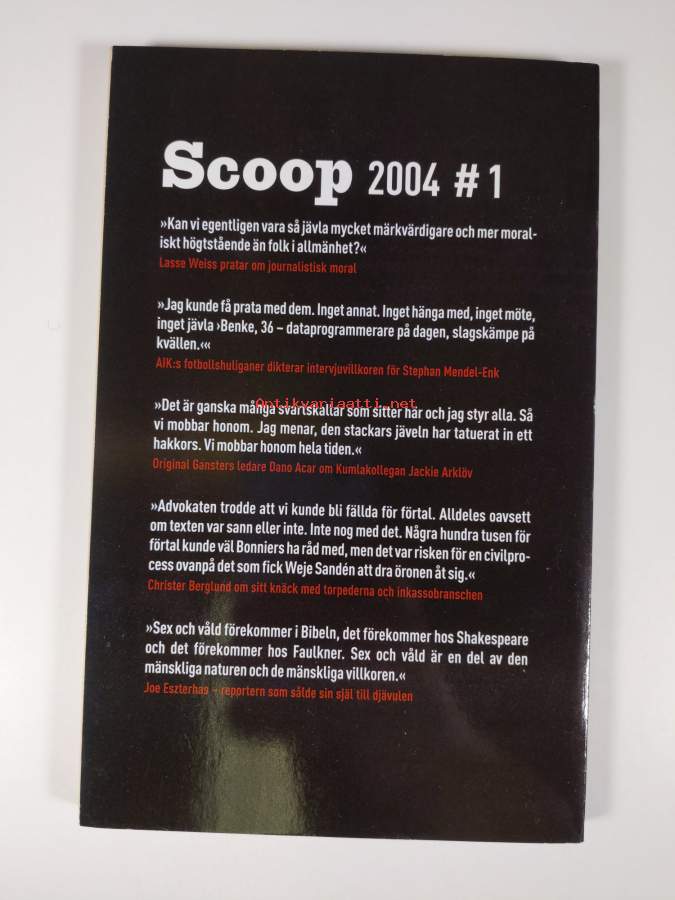 Scoop 2004 # 1
»Kan vi egentligen vara så jävla mycket märkvärdigare och mer moral-
iskt högtstående än folk i allmänhet?«
Lasse Weiss pratar om journalistisk moral
»Jag kunde få prata med dem. Inget annat. Inget hänga med, inget möte,
inget jävla ›Benke, 36 – dataprogrammerare på dagen, slagskämpe på
kvällen.‹«
AIK:s fotbollshuliganer dikterar intervjuvillkoren för Stephan Mendel-Enk
Antikvariaatti.net
»Det är ganska många svartskallar som sitter här och jag styr alla. Så
vi mobbar honom. Jag menar, den stackars jäveln har tatuerat in ett
hakkors. Vi mobbar honom hela tiden.«
Original Gansters ledare Dano Acar om Kumlakollegan Jackie Arklöv
»Advokaten trodde att vi kunde bli fällda för förtal. Alldeles oavsett
om texten var sann eller inte. Inte nog med det. Några hundra tusen för
förtal kunde väl Bonniers ha råd med, men det var risken för en civilpro-
cess ovanpå det som fick Weje Sandén att dra öronen åt sig.«
Christer Berglund om sitt knäck med torpederna och inkassobranschen
»Sex och våld förekommer i Bibeln, det förekommer hos Shakespeare
och det förekommer hos Faulkner. Sex och våld är en del av den
mänskliga naturen och de mänskliga villkoren.«
Joe Eszterhas – reportern som sålde sin själ till djävulen